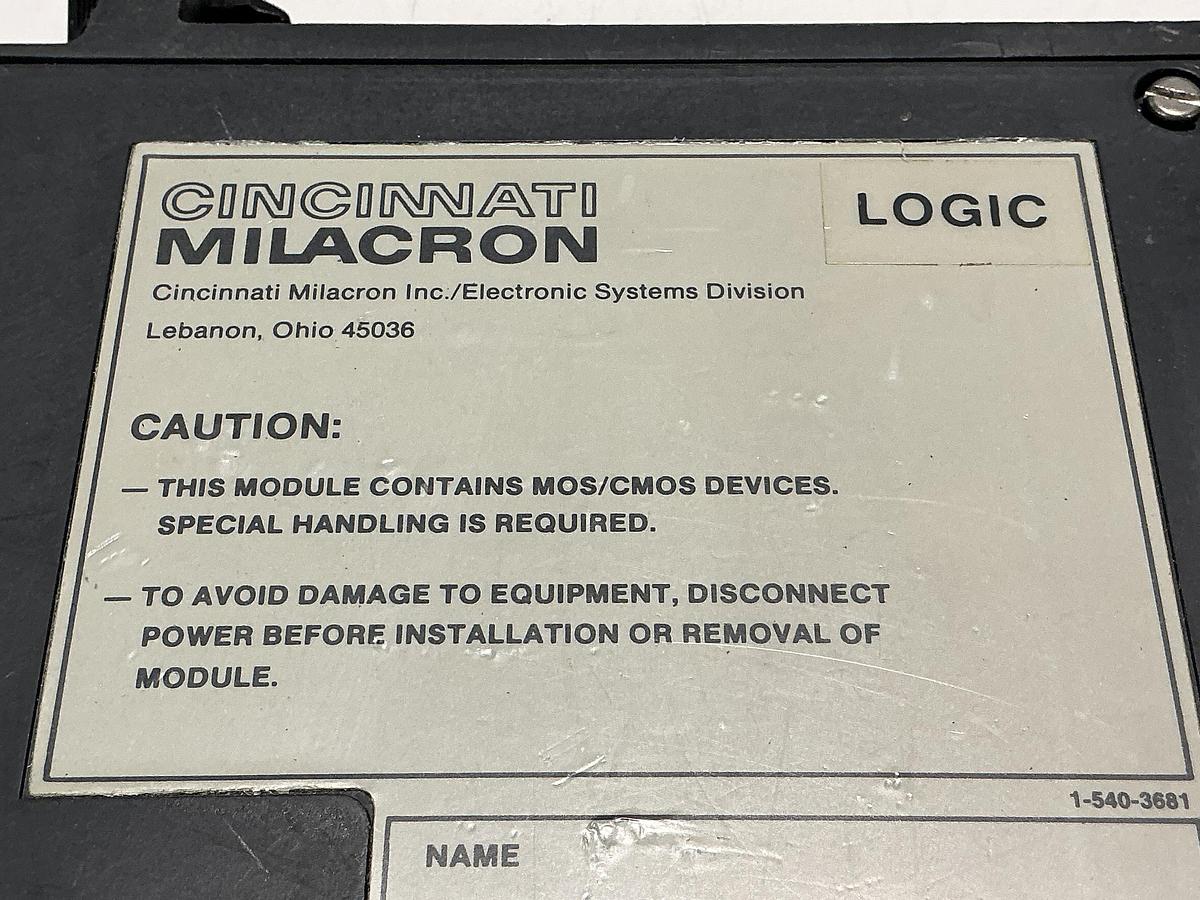 CINCINNATI
MILACRON
LOGIC
Cincinnati Milacron Inc./Electronic Systems Division
Lebanon, Ohio 45036
CAUTION:
— THIS MODULE CONTAINS MOS/CMOS DEVICES.
SPECIAL HANDLING IS REQUIRED.
— TO AVOID DAMAGE TO EQUIPMENT, DISCONNECT
POWER BEFORE INSTALLATION OR REMOVAL OF
MODULE.
1-540-3681
NAME